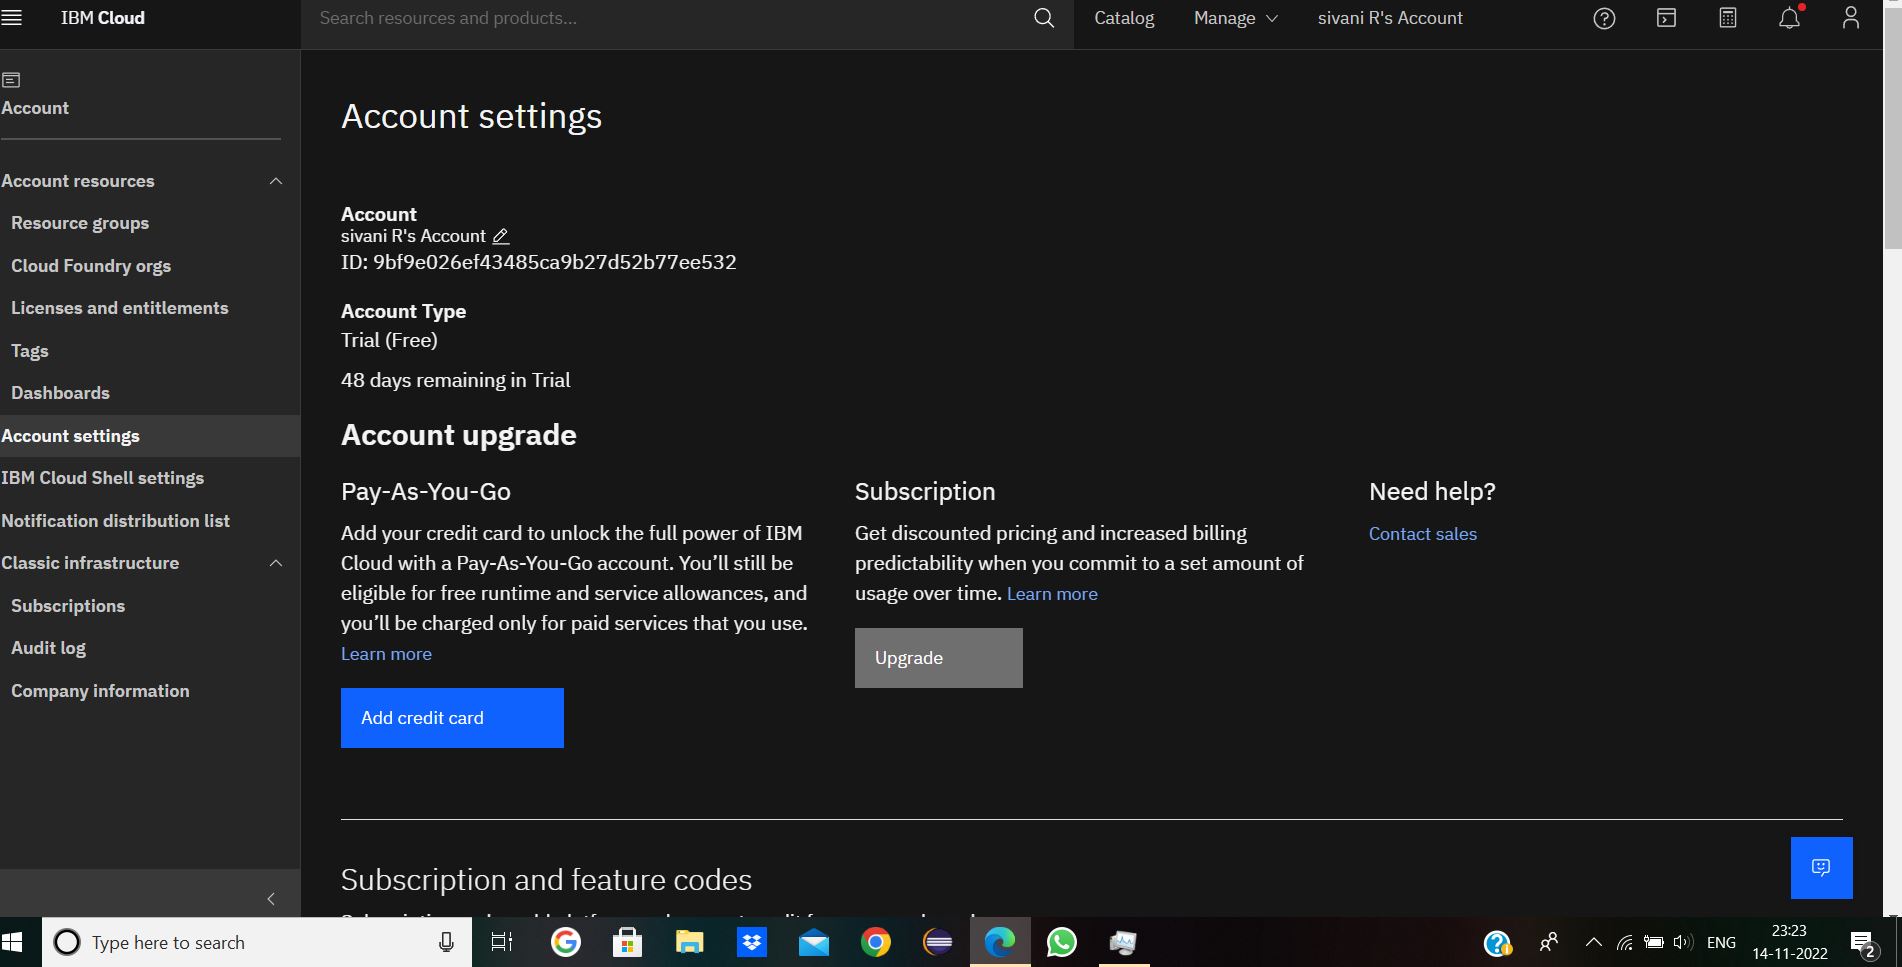 IBM Cloud
Search resources and products...
Catalog
Manage
sivani R's Account
Account
Account resources
Resource groups
Cloud Foundry orgs
Licenses and entitlements
Tags
Dashboards
Account settings
IBM Cloud Shell settings
Notification distribution list
Classic infrastructure
Subscriptions
Audit log
Company information
Account settings
Account
sivani R's Account
ID: 9bf9e026ef43485ca9b27d52b77ee532
Account Type
Trial (Free)
48 days remaining in Trial
Account upgrade
Pay-As-You-Go
Add your credit card to unlock the full power of IBM
Cloud with a Pay-As-You-Go account. You’ll still be
eligible for free runtime and service allowances, and
you’ll be charged only for paid services that you use.
Learn more
Add credit card
Subscription
Get discounted pricing and increased billing
predictability when you commit to a set amount of
usage over time. Learn more
Upgrade
Need help?
Contact sales
Subscription and feature codes
Type here to search
ENG
23:23
14-11-2022
2